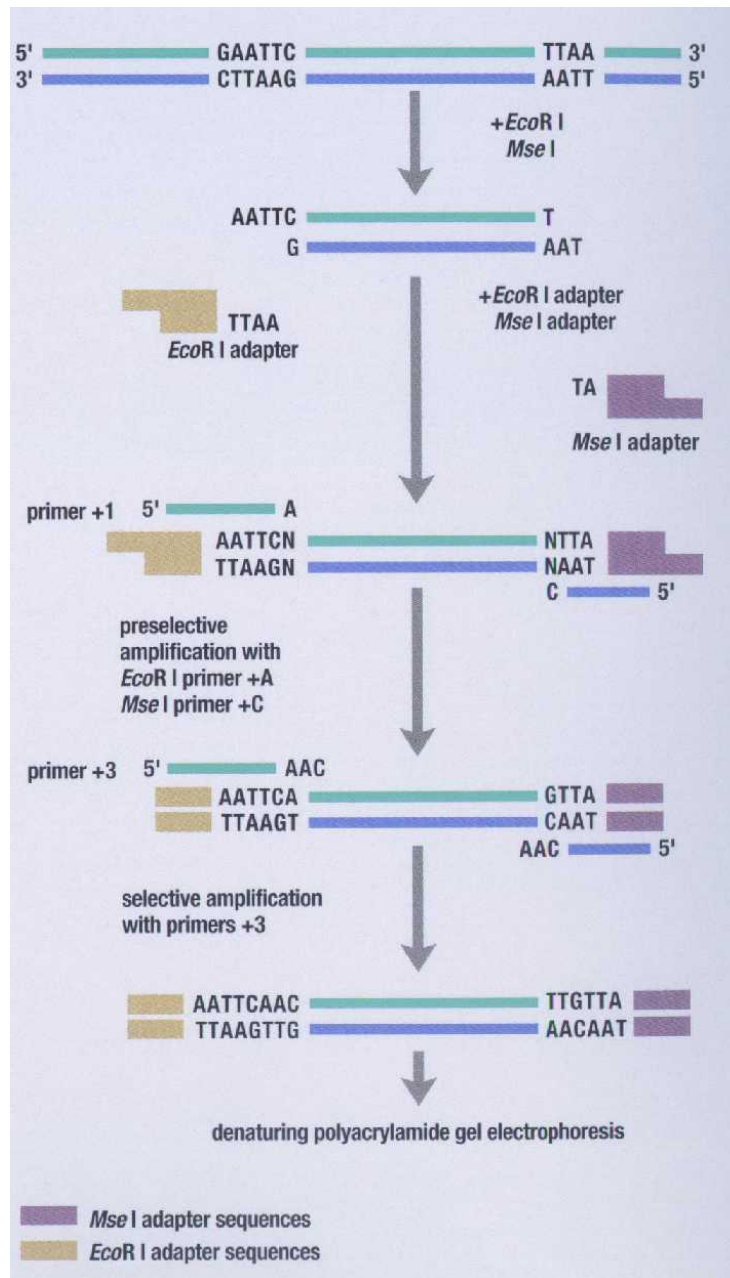 5' GAATTC TTAA 3'
3' CTTAAG AATT 5'
+EcoR I
Mse I
AATTC T
G AAT
+EcoR I adapter
Mse I adapter
TTAA
EcoR I adapter
TA
Mse I adapter
primer +1 5' A
AATTCN NTTA
TTAAGN NAAT
C 5'
preselective
amplification with
EcoR I primer +A
Mse I primer +C
primer +3 5' AAC
AATTCA GTTA
TTAAGT CAAT
AAC 5'
selective amplification
with primers +3
AATTCAAC TTGTTA
TTAAGTTG AACAAT
denaturing polyacrylamide gel electrophoresis
Mse I adapter sequences
EcoR I adapter sequences